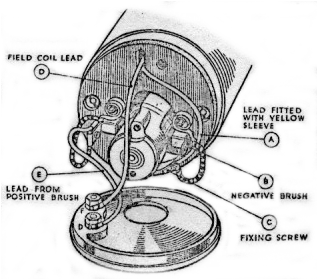 FIELD COIL LEAD
D
LEAD FITTED
WITH YELLOW
SLEEVE
A
E
LEAD FROM
POSITIVE BRUSH
B
NEGATIVE BRUSH
F
D
C
FIXING SCREW